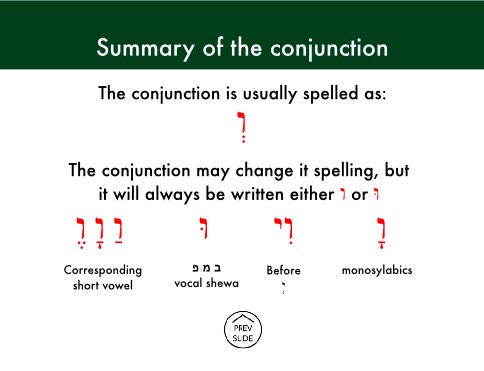 Summary of the conjunction
The conjunction is usually spelled as:
וְ
The conjunction may change it spelling, but
it will always be written either ו or וּ
וַ וָ וֶ
וּ
וִי
וָ
Corresponding
short vowel
ב מ פ
vocal shewa
Before
יְ
monosylabics
PREV
SLIDE